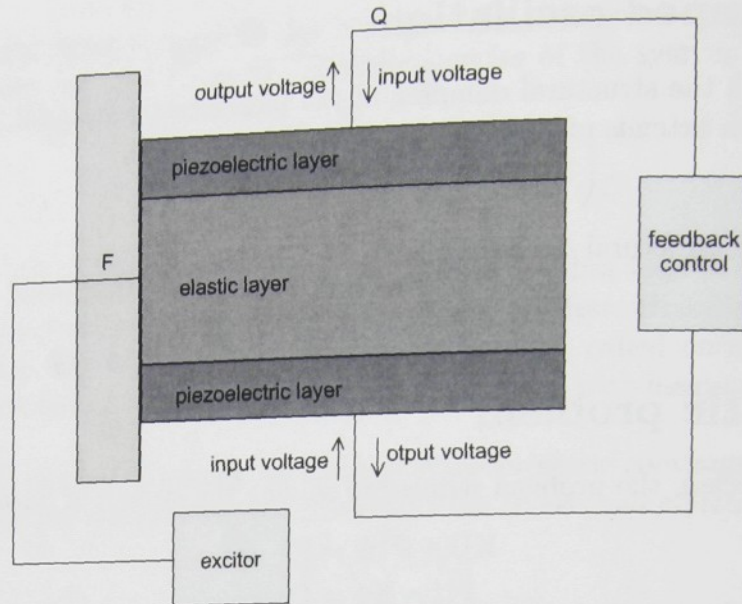 Q
output voltage
input voltage
piezoelectric layer
F
elastic layer
feedback
control
piezoelectric layer
input voltage
otput voltage
excitor